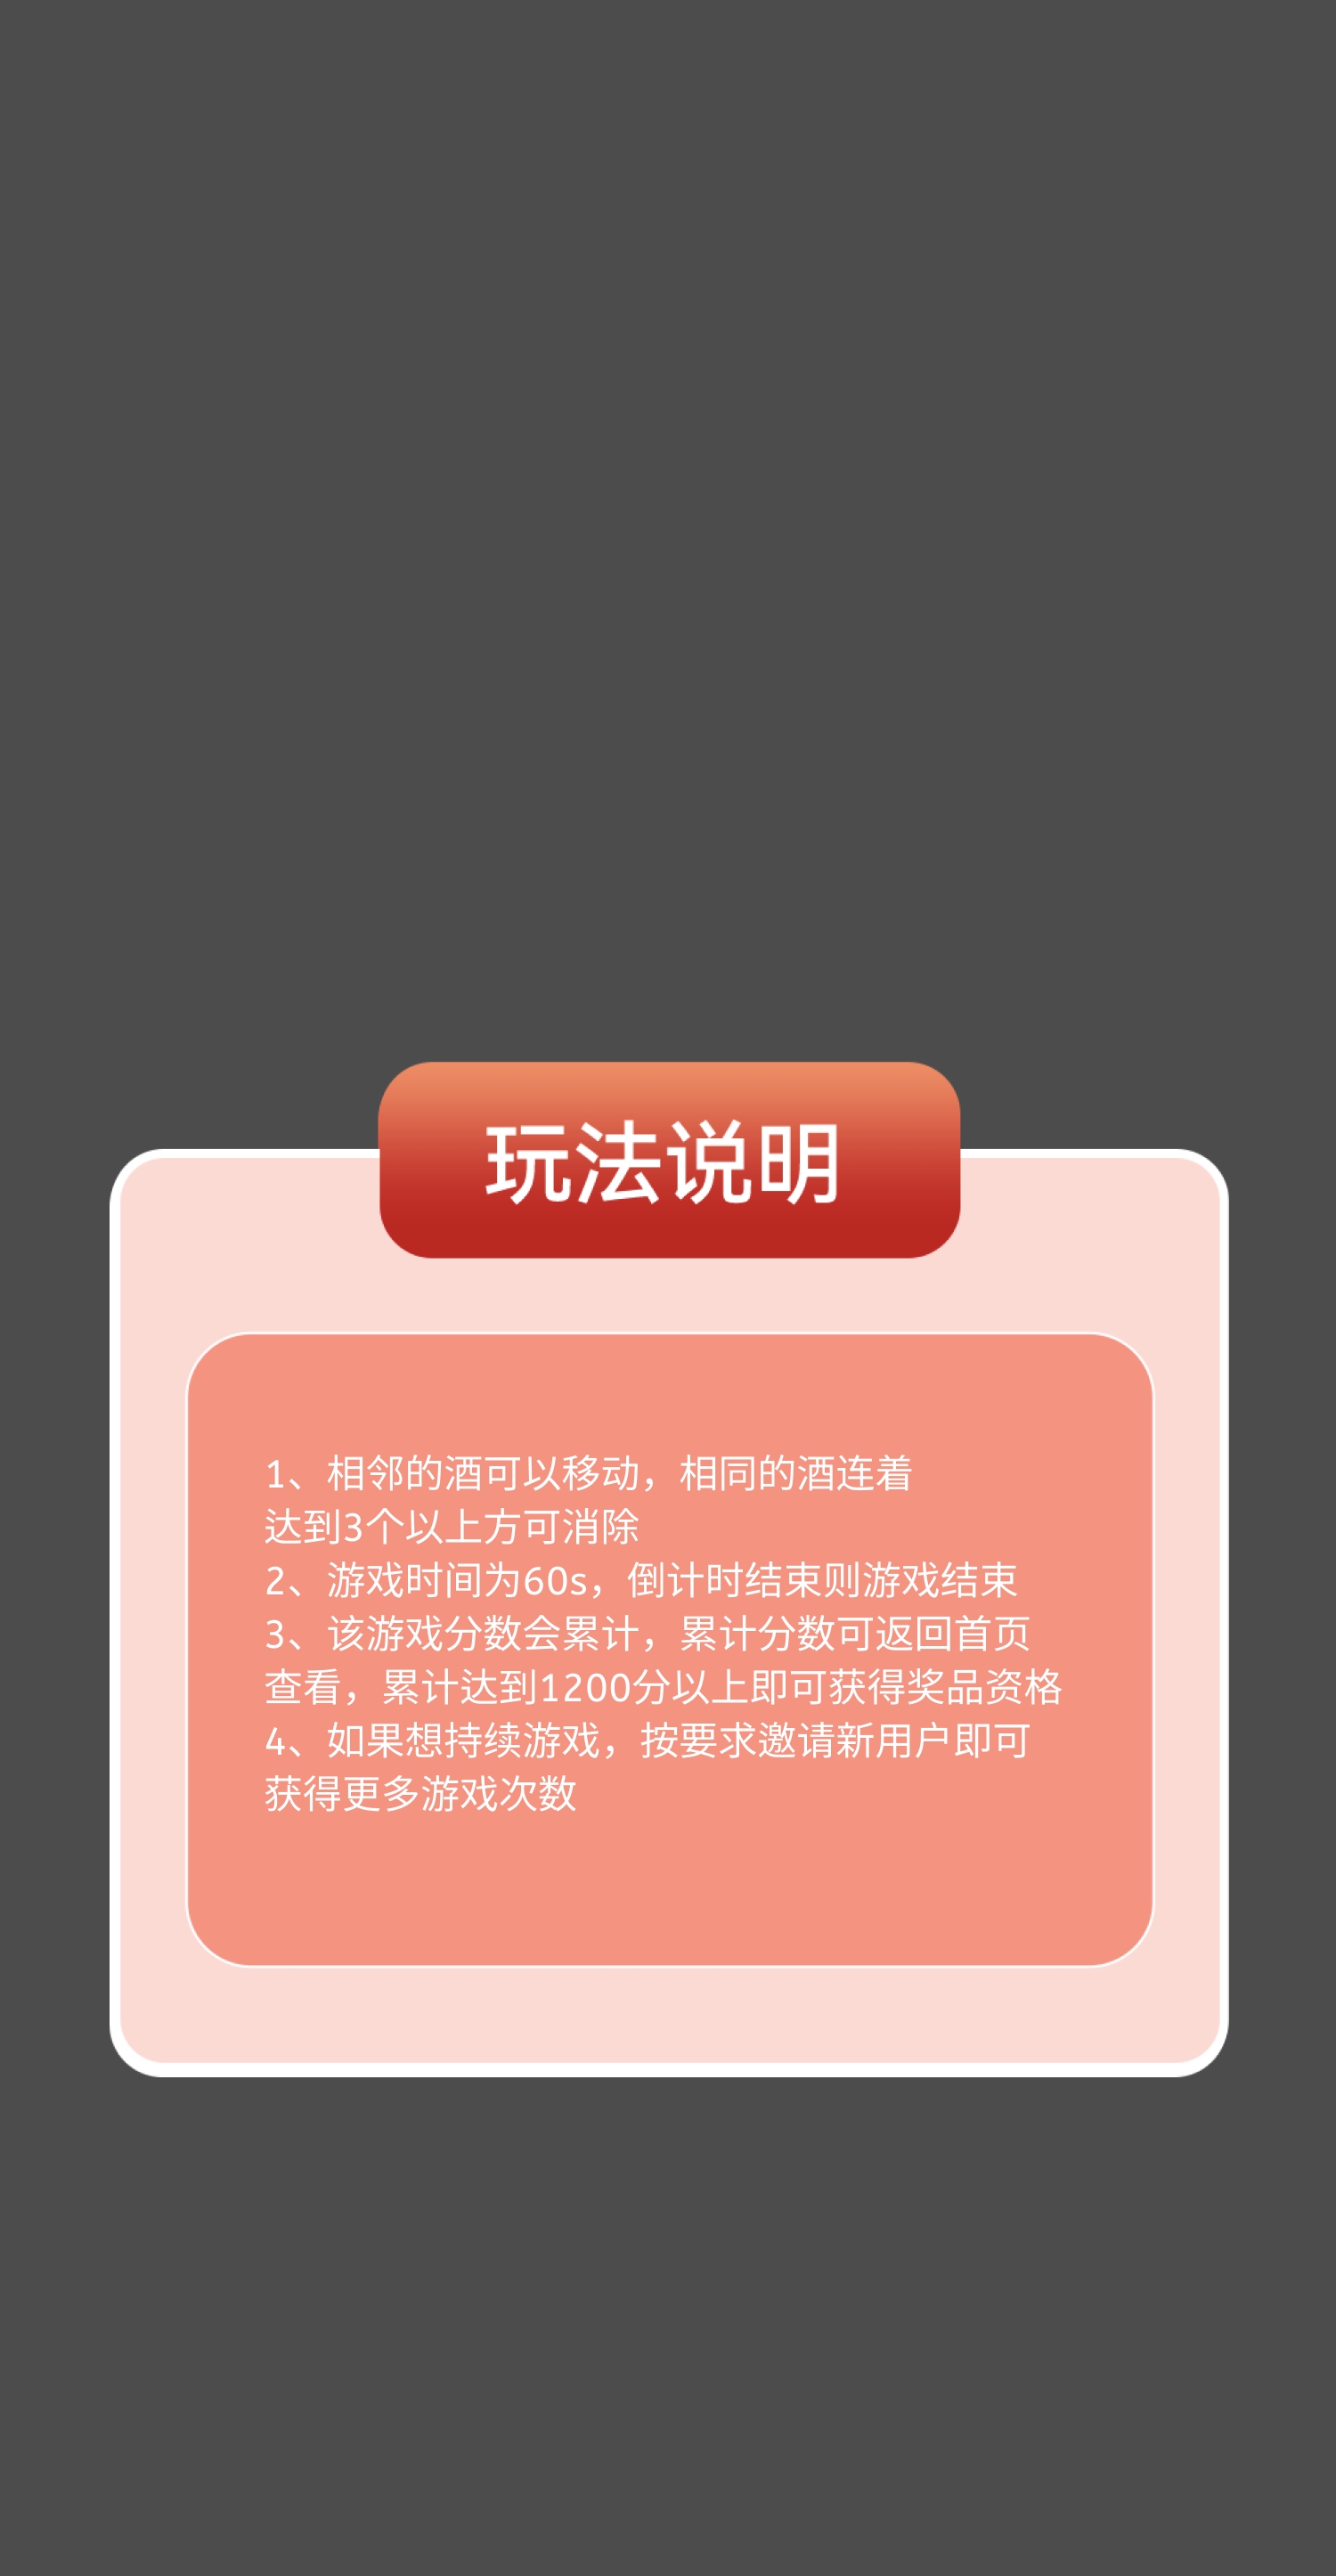 玩法说明
1、相邻的酒可以移动，相同的酒连着
达到3个以上方可消除
2、游戏时间为60s，倒计时结束则游戏结束
3、该游戏分数会累计，累计分数可返回首页
查看，累计达到1200分以上即可获得奖品资格
4、如果想持续游戏，按要求邀请新用户即可
获得更多游戏次数